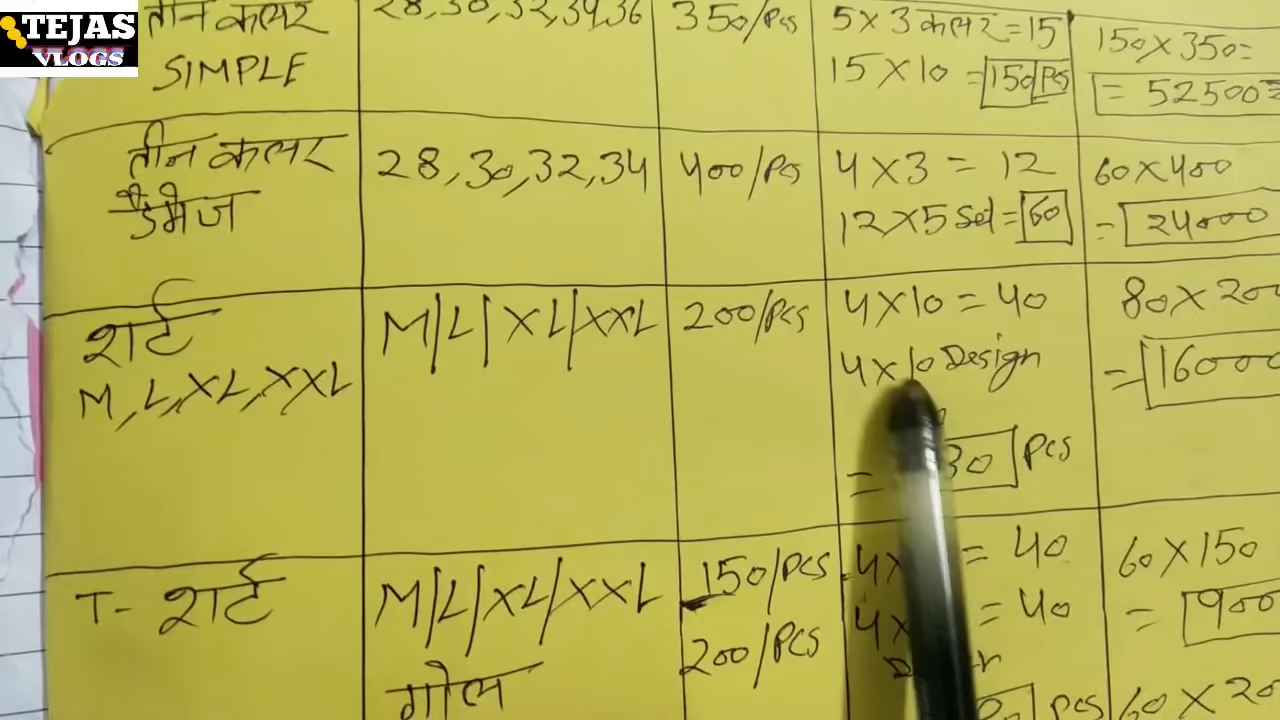 TEJAS
VLOGS
तीन कलर
SIMPLE
28,30,32,34,36
350/Pcs
5 X 3 कलर = 15
15 X 10 = 150 Pcs
150 X 350=
= 52500
तीन कलर
डैमेज
28,30,32,34
400/Pcs
4 X 3 = 12
12 X 5 Set = 60
60 X 400
= 24000
शर्ट
M, L, XL, XXL
M/L/XL/XXL
200/Pcs
4 X 10 = 40
4 X 10 Design
= Pcs
80 X 200
= 16000
T- शर्ट
M/L/XL/XXL
गोल
150/Pcs
200/Pcs
= 40
= 40
Pcs
60 X 150
= 900
60 X 20